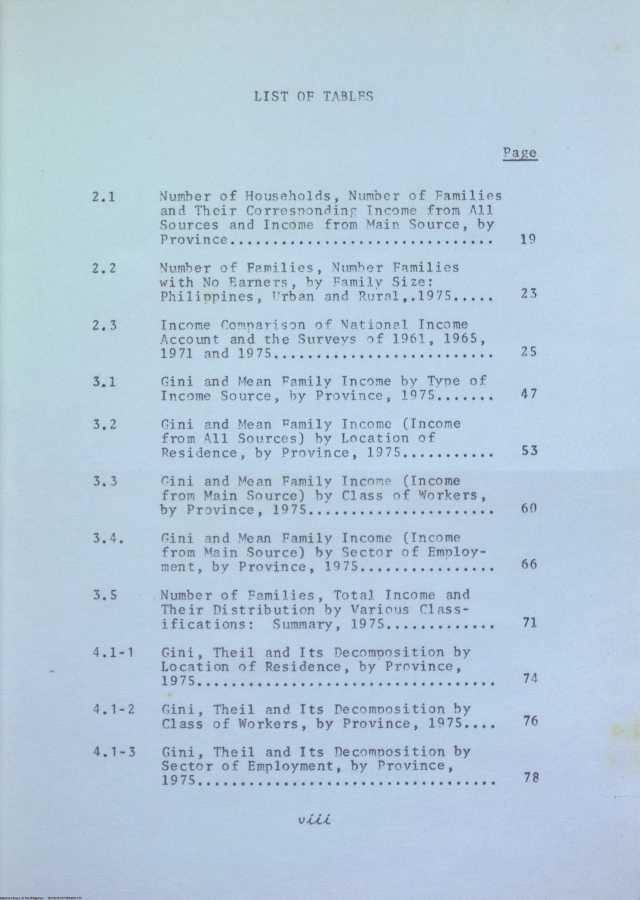 LIST OF TABLES
Page
2.1 Number of Households, Number of Families
and Their Corresponding Income from All
Sources and Income from Main Source, by
Province............................... 19
2.2 Number of Families, Number Families
with No Earners, by Family Size:
Philippines, Urban and Rural,.1975..... 23
2.3 Income Comparison of National Income
Account and the Surveys of 1961, 1965,
1971 and 1975.......................... 25
3.1 Gini and Mean Family Income by Type of
Income Source, by Province, 1975....... 47
3.2 Gini and Mean Family Income (Income
from All Sources) by Location of
Residence, by Province, 1975........... 53
3.3 Gini and Mean Family Income (Income
from Main Source) by Class of Workers,
by Province, 1975...................... 60
3.4. Gini and Mean Family Income (Income
from Main Source) by Sector of Employ-
ment, by Province, 1975................ 66
3.5 Number of Families, Total Income and
Their Distribution by Various Class-
ifications: Summary, 1975............. 71
4.1-1 Gini, Theil and Its Decomposition by
Location of Residence, by Province,
1975................................... 74
4.1-2 Gini, Theil and Its Decomposition by
Class of Workers, by Province, 1975.... 76
4.1-3 Gini, Theil and Its Decomposition by
Sector of Employment, by Province,
1975................................... 78
viii